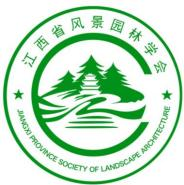 江西省风景园林学会
JIANGXI PROVINCE SOCIETY OF LANDSCAPE ARCHITECTURE